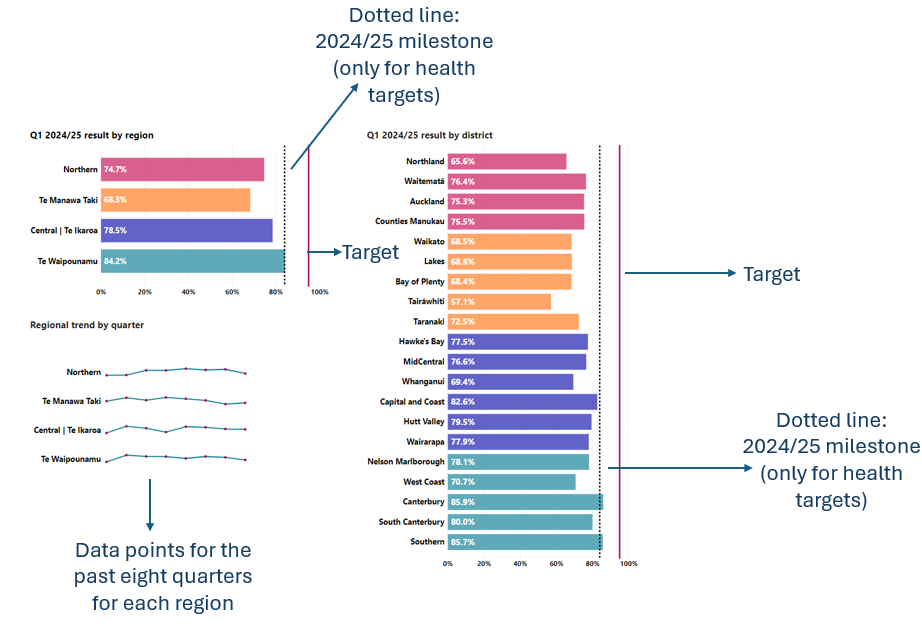 Dotted line:
2024/25 milestone
(only for health
targets)
Q1 2024/25 result by region
Northern 74.7%
Te Manawa Taki 68.3%
Central | Te Ikaroa 78.5%
Te Waipounamu 84.2%
0% 20% 40% 60% 80% 100%
Target
Regional trend by quarter
Northern
Te Manawa Taki
Central | Te Ikaroa
Te Waipounamu
Data points for the
past eight quarters
for each region
Q1 2024/25 result by district
Northland 65.6%
Waitematā 76.4%
Auckland 75.3%
Counties Manukau 75.5%
Waikato 68.5%
Lakes 68.6%
Bay of Plenty 68.4%
Tairāwhiti 57.1%
Taranaki 72.5%
Hawke's Bay 77.5%
MidCentral 76.6%
Whanganui 69.4%
Capital and Coast 82.6%
Hutt Valley 79.5%
Wairarapa 77.9%
Nelson Marlborough 78.1%
West Coast 70.7%
Canterbury 85.9%
South Canterbury 80.0%
Southern 85.7%
0% 20% 40% 60% 80% 100%
Target
Dotted line:
2024/25 milestone
(only for health
targets)